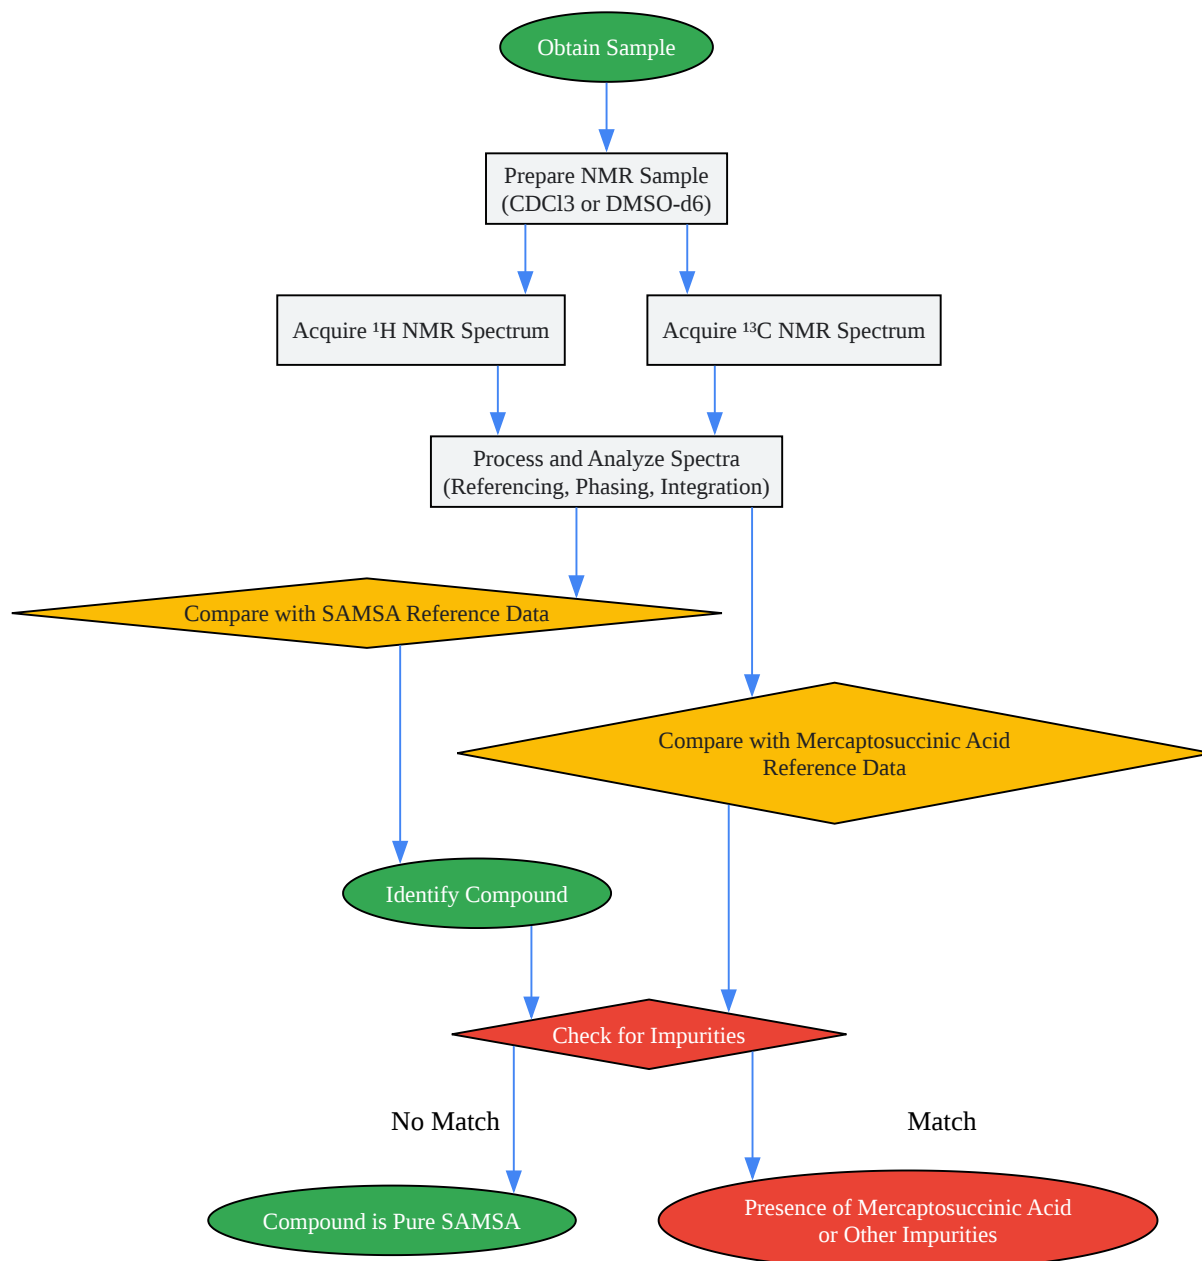 Obtain Sample
Prepare NMR Sample
(CDCl3 or DMSO-d6)
Acquire ¹H NMR Spectrum
Acquire ¹³C NMR Spectrum
Process and Analyze Spectra
(Referencing, Phasing, Integration)
Compare with SAMSA Reference Data
Compare with Mercaptosuccinic Acid
Reference Data
Identify Compound
Check for Impurities
No Match
Match
Compound is Pure SAMSA
Presence of Mercaptosuccinic Acid
or Other Impurities